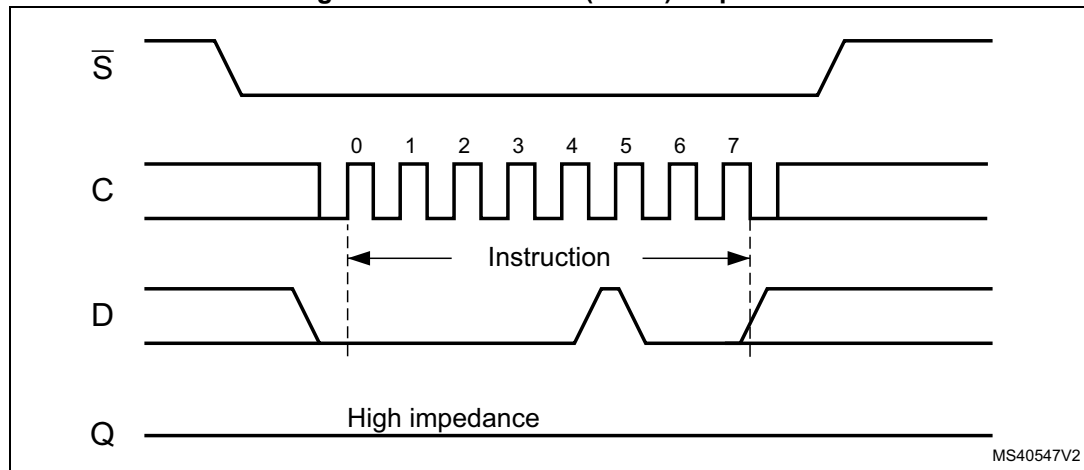 S̅
0 1 2 3 4 5 6 7
C
Instruction
D
High impedance
Q
MS40547V2